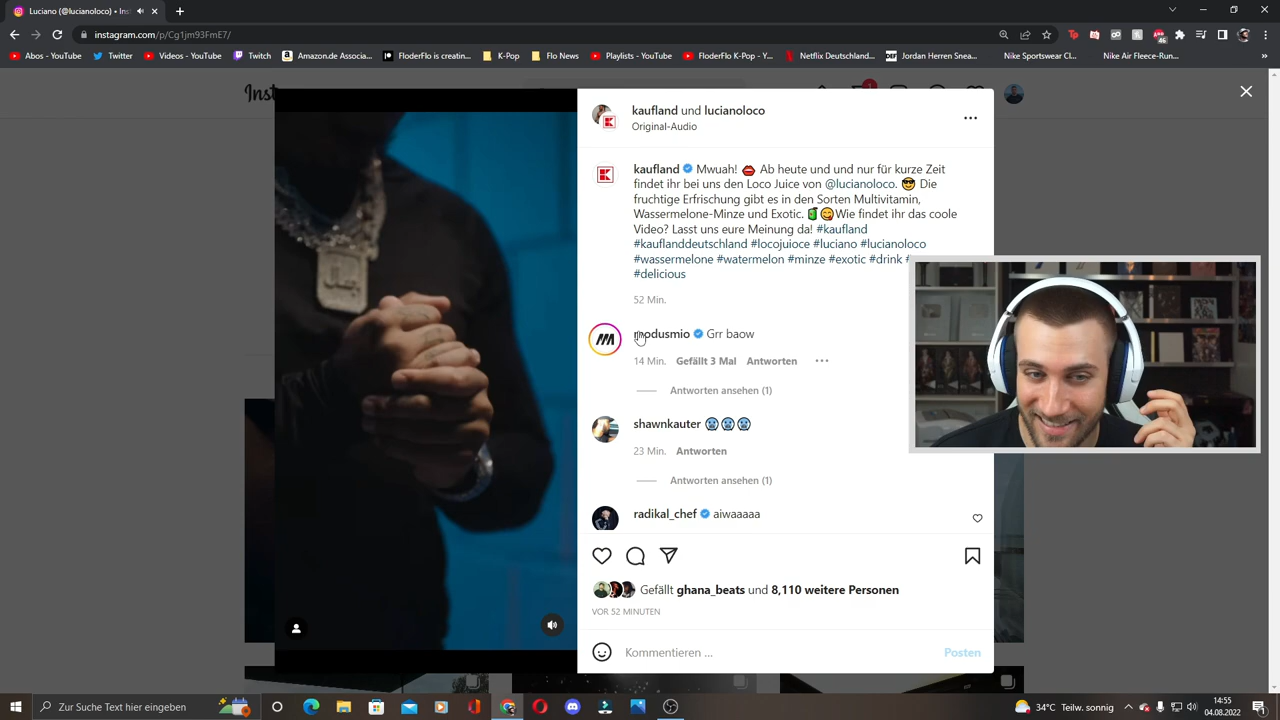 Luciano (@lucianoloco) • Inst
instagram.com/p/Cg1jm93FmE7/
Abos - YouTube
Twitter
Videos - YouTube
Twitch
Amazon.de Associate...
FloderFlo is creatin...
K-Pop
Flo News
Playlists - YouTube
FloderFlo K-Pop - Y...
Netflix Deutschland...
Jordan Herren Snea...
Nike Sportswear Cl...
Nike Air Fleece-Run...
»
Inst
kaufland und lucianoloco
Original-Audio
kaufland Mwuah! 👄 Ab heute und und nur für kurze Zeit
findet ihr bei uns den Loco Juice von @lucianoloco. 😎 Die
fruchtige Erfrischung gibt es in den Sorten Multivitamin,
Wassermelone-Minze und Exotic. 🥤😋Wie findet ihr das coole
Video? Lasst uns eure Meinung da! #kaufland
#kauflanddeutschland #locojuioce #luciano #lucianoloco
#wassermelone #watermelon #minze #exotic #drink #
#delicious
52 Min.
modusmio Grr baow
14 Min. Gefällt 3 Mal Antworten
Antworten ansehen (1)
shawnkauter 🥶🥶🥶
23 Min. Antworten
Antworten ansehen (1)
radikal_chef aiwaaaaa
Gefällt ghana_beats und 8,110 weitere Personen
VOR 52 MINUTEN
Kommentieren ...
Posten
Zur Suche Text hier eingeben
34°C Teilw. sonnig
14:55
04.08.2022